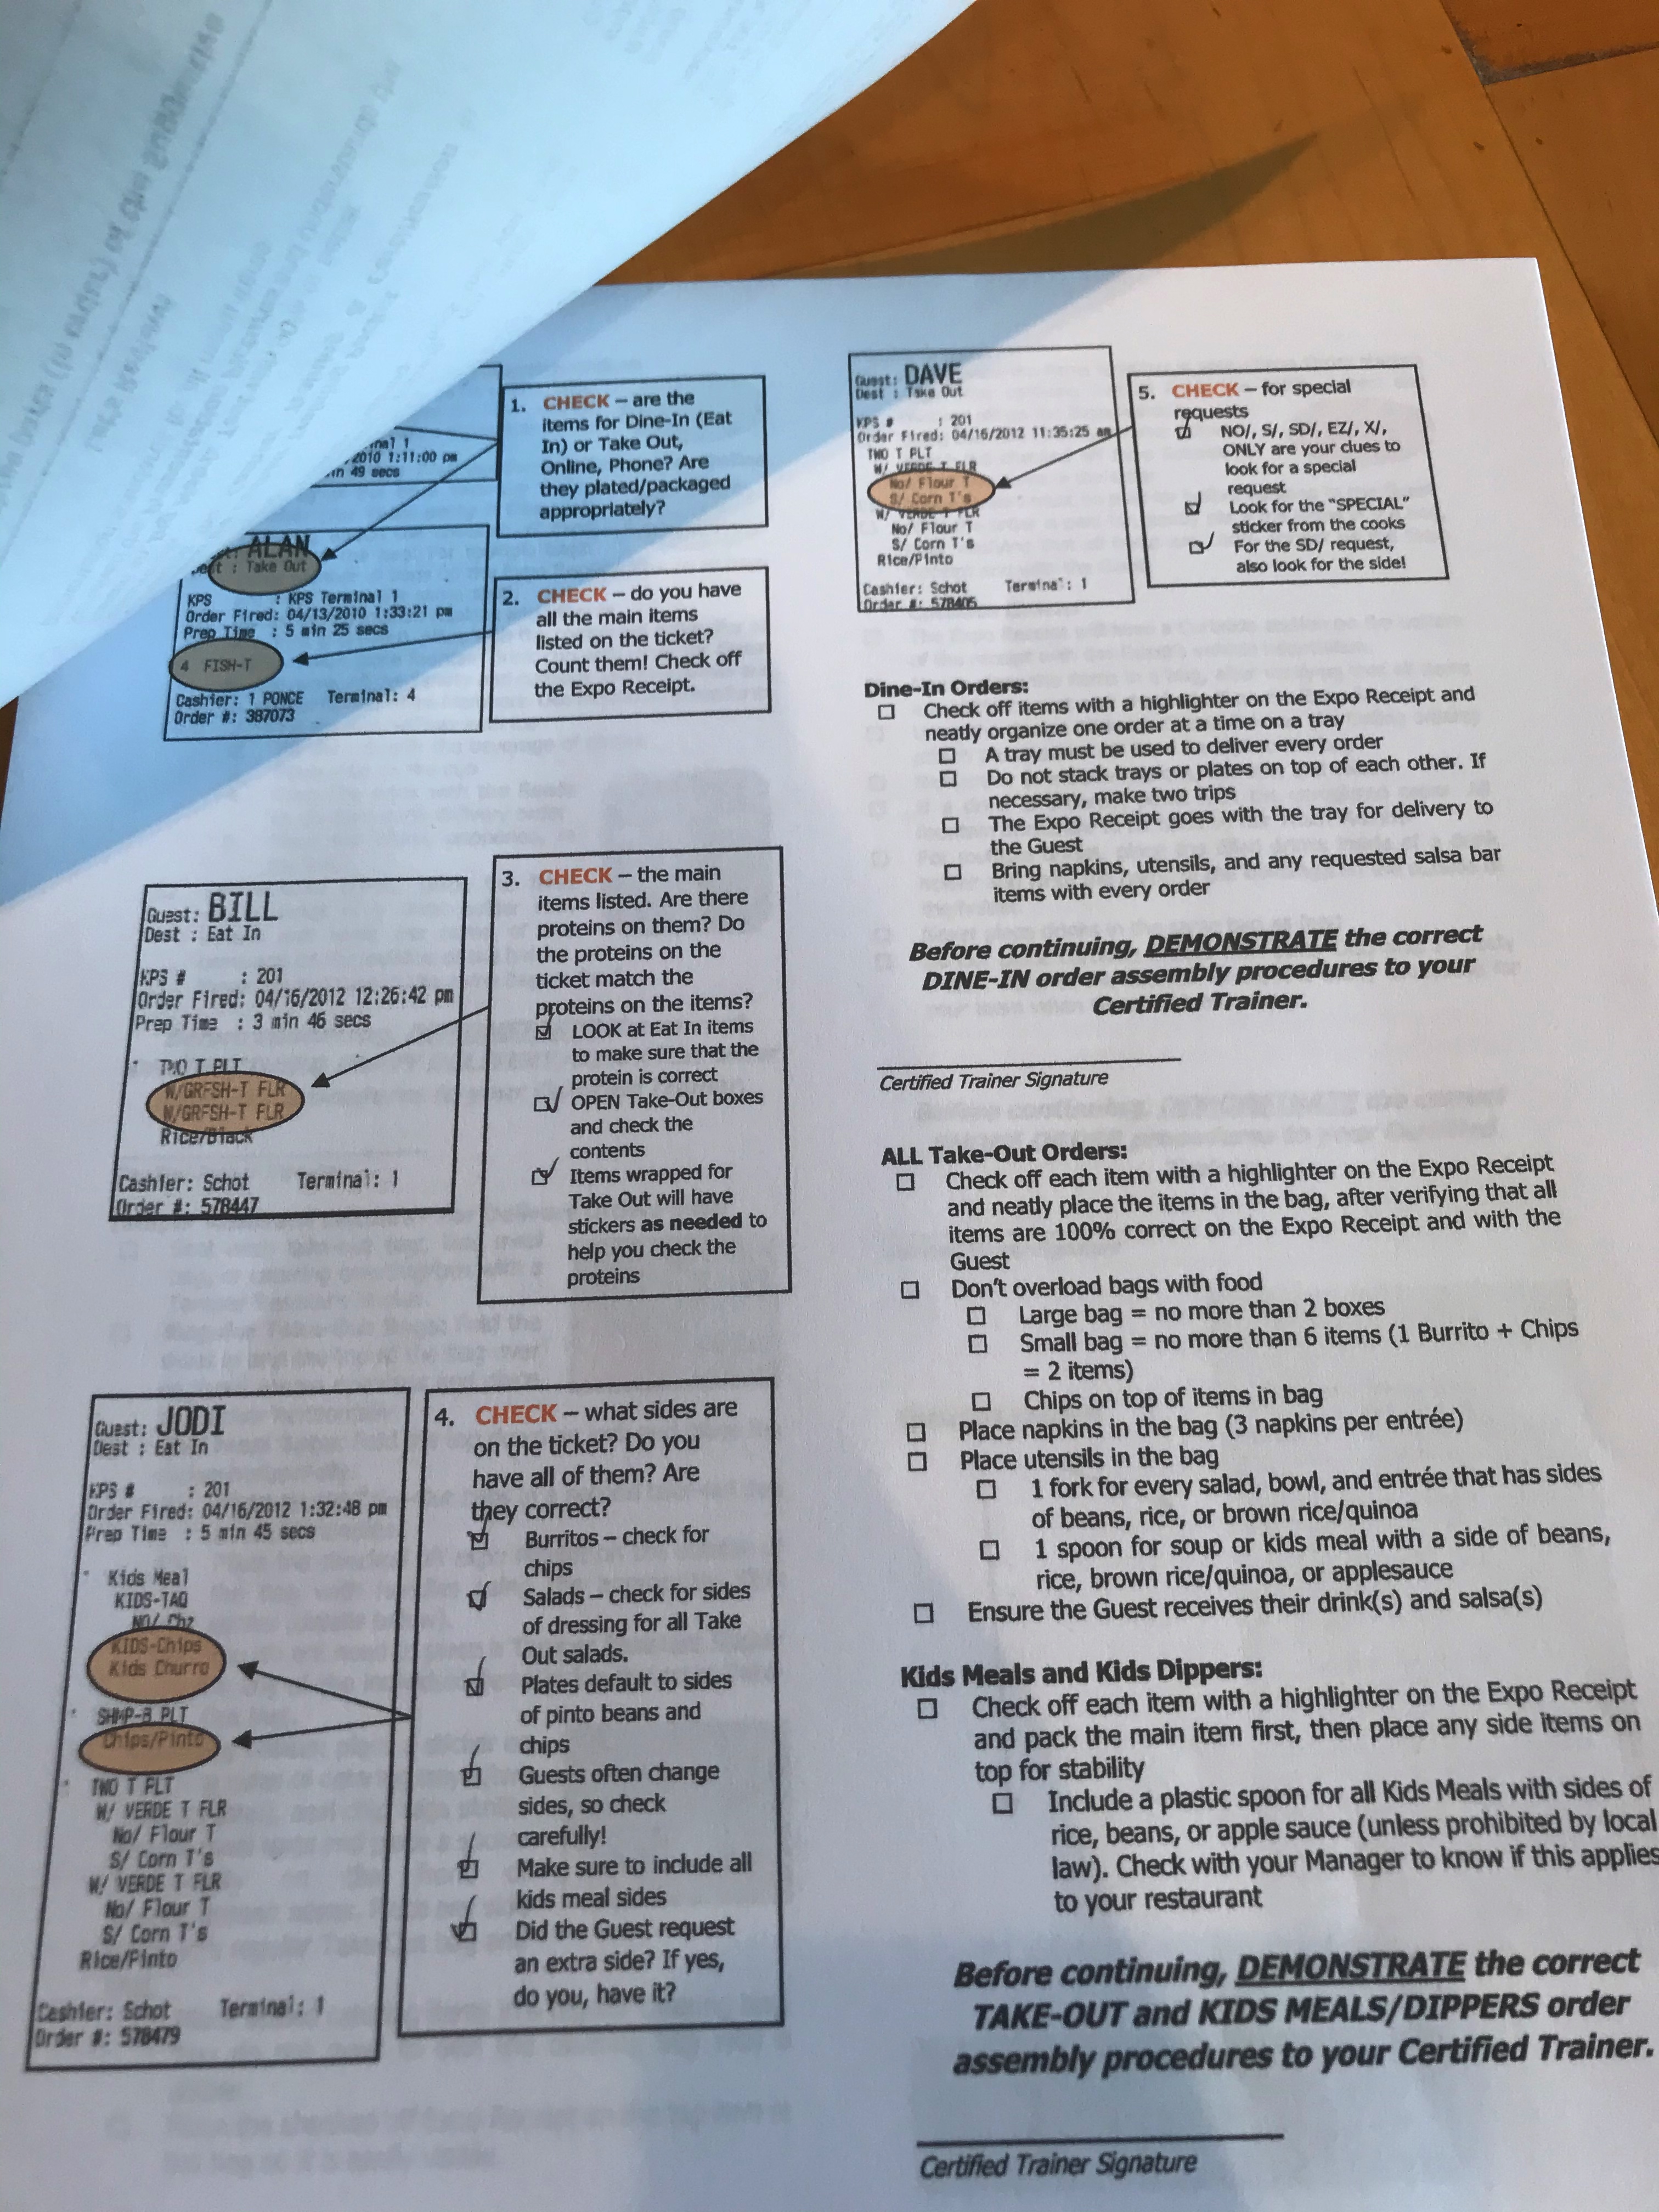 1:11:00 pm
49 secs
1. CHECK – are the
items for Dine-In (Eat
In) or Take Out,
Online, Phone? Are
they plated/packaged
appropriately?
ALAN
: Take Out
KPS : KPS Terminal 1
Order Fired: 04/13/2010 1:33:21 pm
Prep Time : 5 min 25 secs
4 FISH-T
Cashier: 1 PONCE Terminal: 4
Order #: 387073
2. CHECK – do you have
all the main items
listed on the ticket?
Count them! Check off
the Expo Receipt.
Guest: BILL
Dest : Eat In
KPS # : 201
Order Fired: 04/16/2012 12:26:42 pm
Prep Time : 3 min 46 secs
TWO T PLT
W/GRFSH-T FLR
W/GRFSH-T FLR
Rice/Black
Cashier: Schot Terminal: 1
Order #: 578447
3. CHECK – the main
items listed. Are there
proteins on them? Do
the proteins on the
ticket match the
proteins on the items?
LOOK at Eat In items
to make sure that the
protein is correct
OPEN Take-Out boxes
and check the
contents
Items wrapped for
Take Out will have
stickers as needed to
help you check the
proteins
Guest: JODI
Dest : Eat In
KPS # : 201
Order Fired: 04/16/2012 1:32:48 pm
Prep Time : 5 min 45 secs
Kids Meal
KIDS-TAQ
NO/ Chz
KIDS-Chips
Kids Churro
SHMP-B PLT
Chips/Pinto
TWO T PLT
W/ VERDE T FLR
No/ Flour T
S/ Corn T's
W/ VERDE T FLR
No/ Flour T
S/ Corn T's
Rice/Pinto
Cashier: Schot Terminal: 1
Order #: 578479
4. CHECK – what sides are
on the ticket? Do you
have all of them? Are
they correct?
Burritos – check for
chips
Salads – check for sides
of dressing for all Take
Out salads.
Plates default to sides
of pinto beans and
chips
Guests often change
sides, so check
carefully!
Make sure to include all
kids meal sides
Did the Guest request
an extra side? If yes,
do you, have it?
Guest: DAVE
Dest : Take Out
KPS # : 201
Order Fired: 04/16/2012 11:35:25 am
TWO T PLT
W/ VERDE T FLR
No/ Flour T
S/ Corn T's
W/ VERDE T FLR
No/ Flour T
S/ Corn T's
Rice/Pinto
Cashier: Schot Terminal: 1
Order #: 578405
5. CHECK – for special
requests
NO/, S/, SD/, EZ/, X/,
ONLY are your clues to
look for a special
request
Look for the “SPECIAL”
sticker from the cooks
For the SD/ request,
also look for the side!
Dine-In Orders:
Check off items with a highlighter on the Expo Receipt and
neatly organize one order at a time on a tray
A tray must be used to deliver every order
Do not stack trays or plates on top of each other. If
necessary, make two trips
The Expo Receipt goes with the tray for delivery to
the Guest
Bring napkins, utensils, and any requested salsa bar
items with every order
Before continuing, DEMONSTRATE the correct
DINE-IN order assembly procedures to your
Certified Trainer.
Certified Trainer Signature
ALL Take-Out Orders:
Check off each item with a highlighter on the Expo Receipt
and neatly place the items in the bag, after verifying that all
items are 100% correct on the Expo Receipt and with the
Guest
Don’t overload bags with food
Large bag = no more than 2 boxes
Small bag = no more than 6 items (1 Burrito + Chips
= 2 items)
Chips on top of items in bag
Place napkins in the bag (3 napkins per entrée)
Place utensils in the bag
1 fork for every salad, bowl, and entrée that has sides
of beans, rice, or brown rice/quinoa
1 spoon for soup or kids meal with a side of beans,
rice, brown rice/quinoa, or applesauce
Ensure the Guest receives their drink(s) and salsa(s)
Kids Meals and Kids Dippers:
Check off each item with a highlighter on the Expo Receipt
and pack the main item first, then place any side items on
top for stability
Include a plastic spoon for all Kids Meals with sides of
rice, beans, or apple sauce (unless prohibited by local
law). Check with your Manager to know if this applies
to your restaurant
Before continuing, DEMONSTRATE the correct
TAKE-OUT and KIDS MEALS/DIPPERS order
assembly procedures to your Certified Trainer.
Certified Trainer Signature